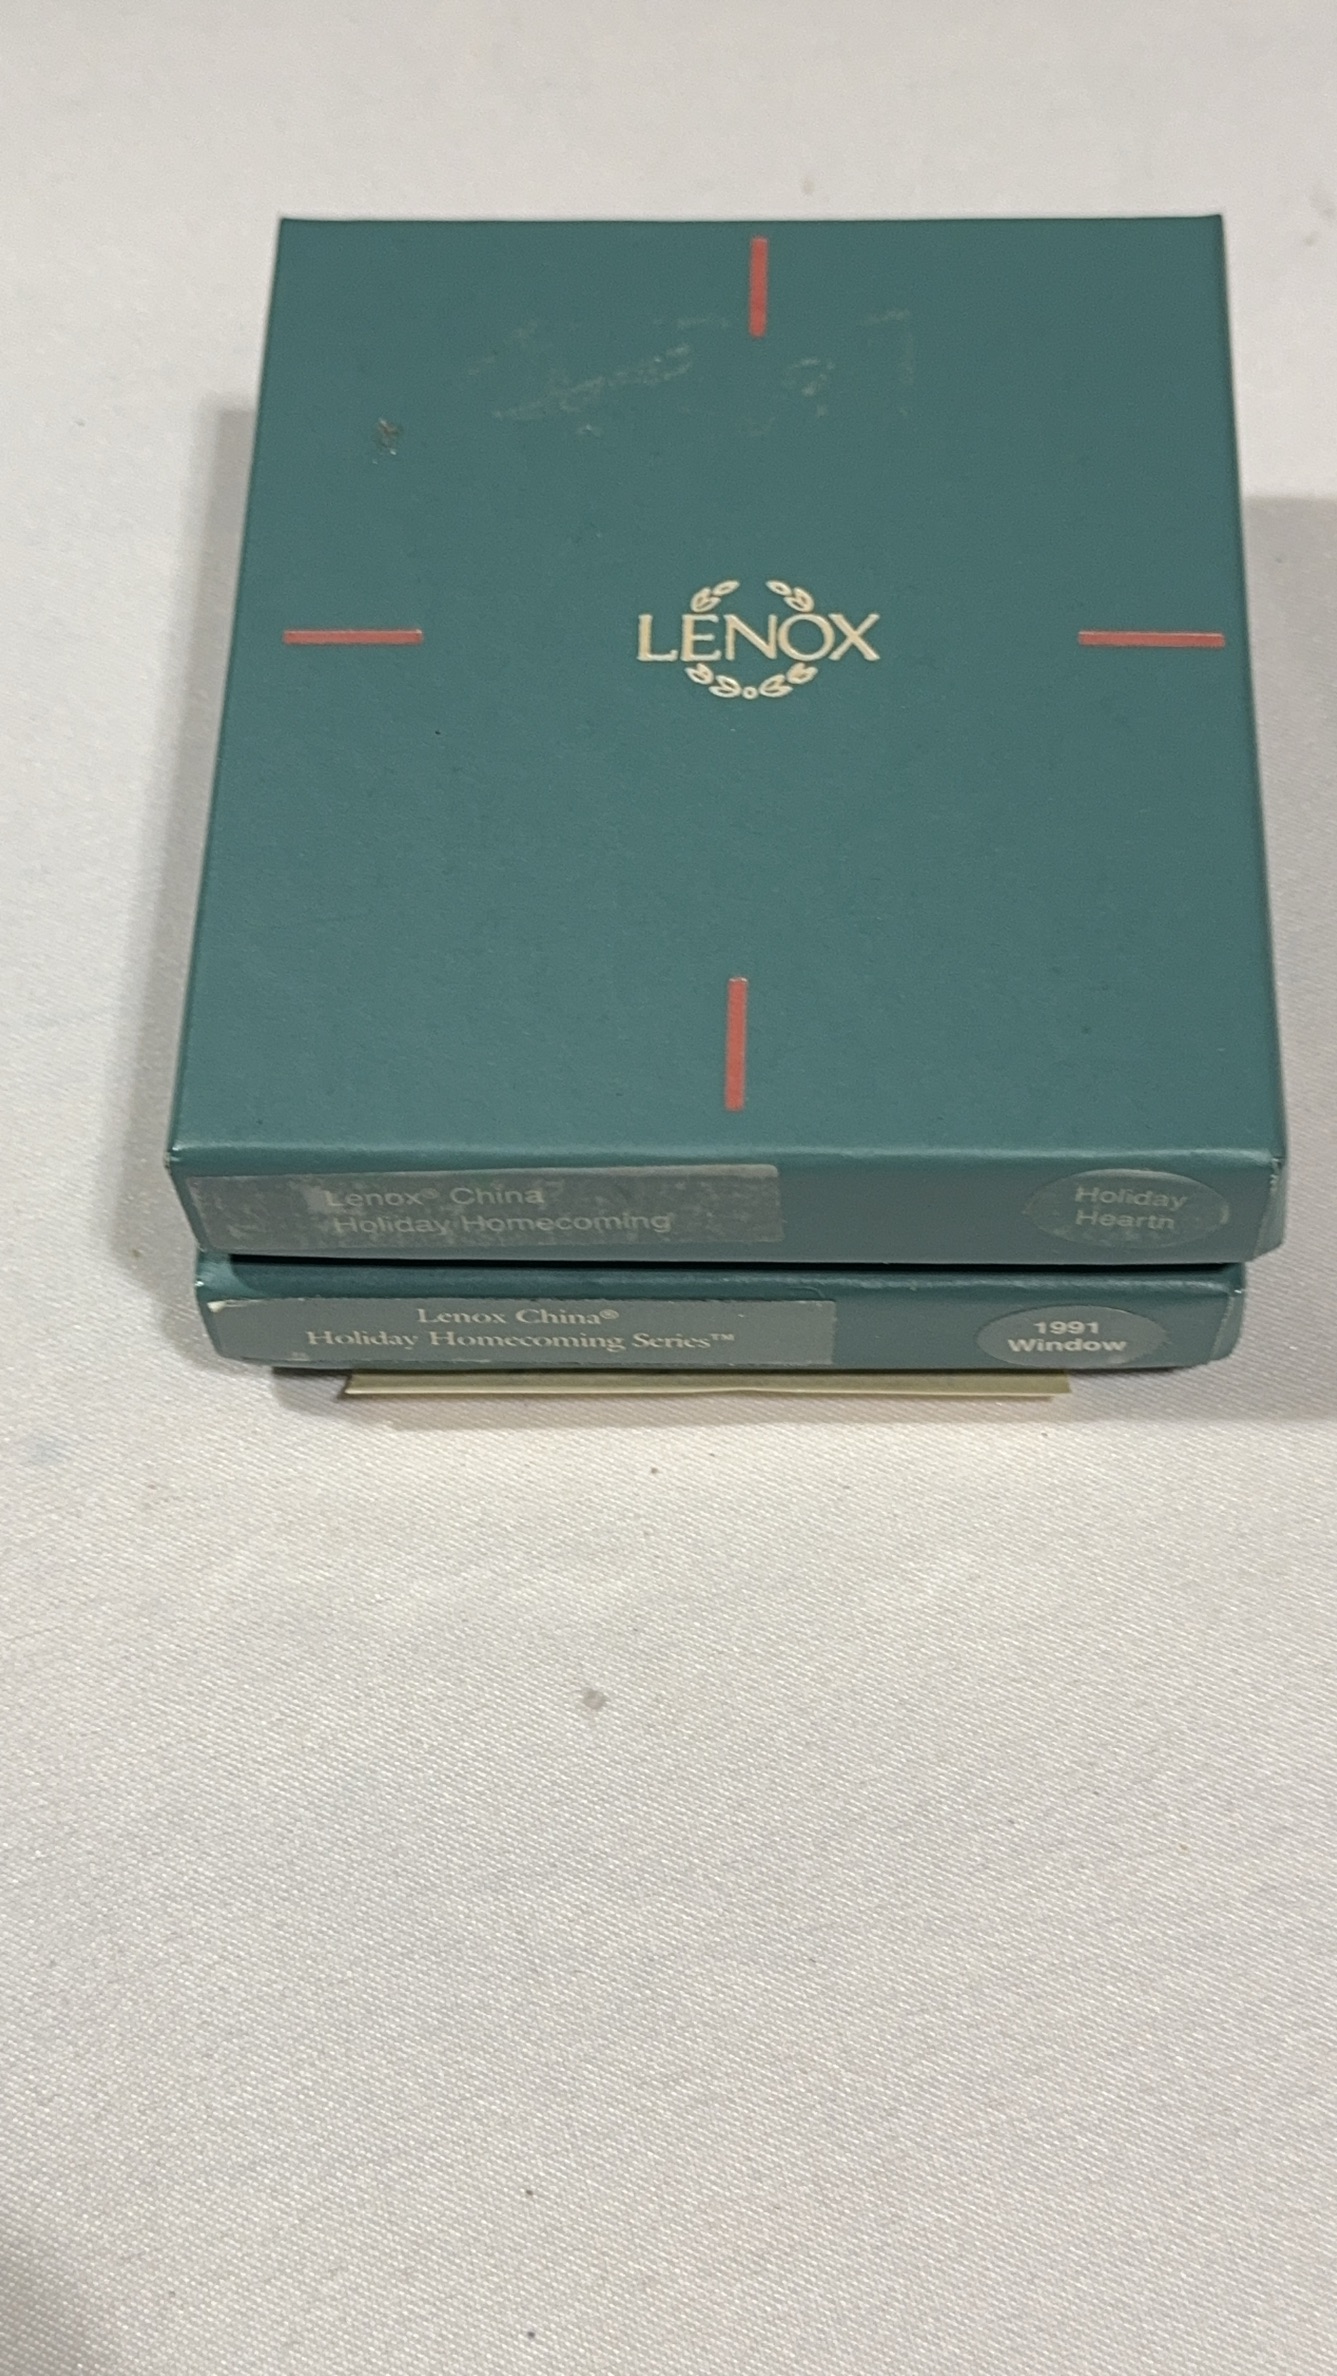 LENOX
Lenox® China
Holiday Homecoming
Holiday
Hearth
Lenox China®
Holiday Homecoming Series™
1991
Window